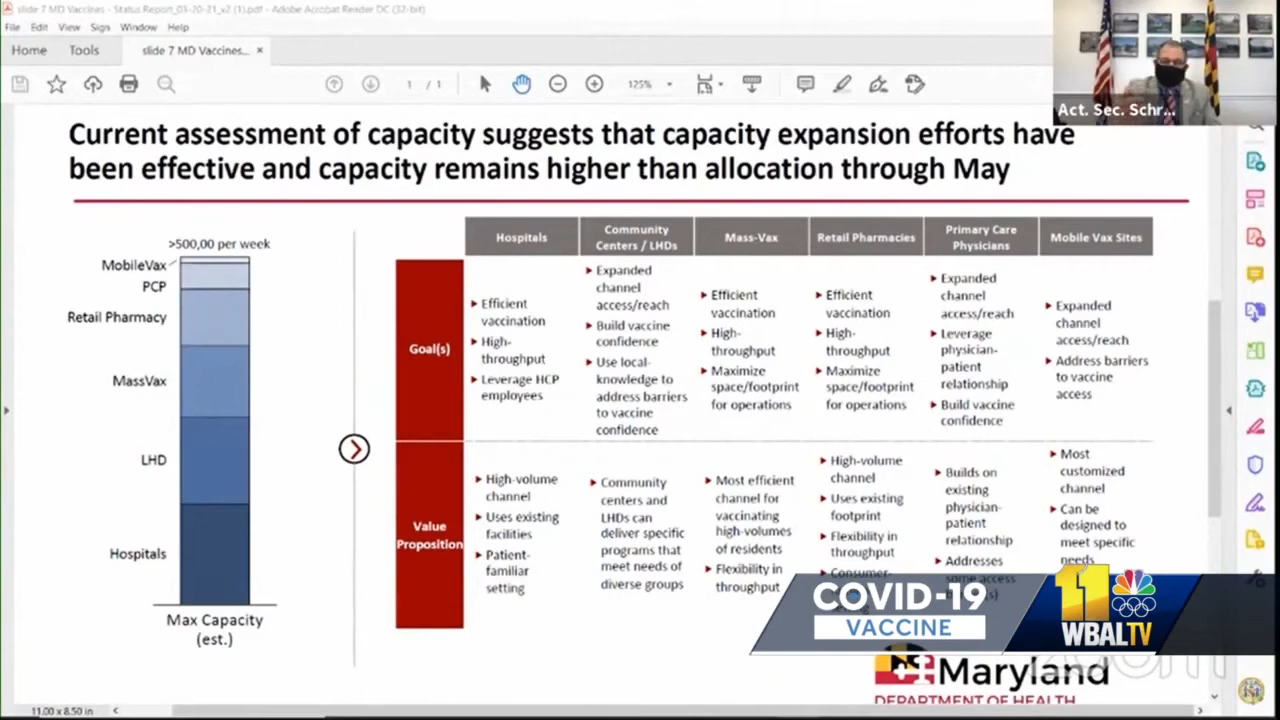 slide 7 MD Vaccines - Status Report_03-20-21_v2 (1).pdf - Adobe Acrobat Reader DC (32-bit)
File Edit View Sign Window Help
Home Tools slide 7 MD Vaccines... ×
1 / 1 125%
Act. Sec. Schr...
Current assessment of capacity suggests that capacity expansion efforts have
been effective and capacity remains higher than allocation through May
>500,00 per week
MobileVax
PCP
Retail Pharmacy
MassVax
LHD
Hospitals
Max Capacity
(est.)
Hospitals
Community
Centers / LHDs
Mass-Vax
Retail Pharmacies
Primary Care
Physicians
Mobile Vax Sites
Goal(s)
Efficient
vaccination
High-
throughput
Leverage HCP
employees
Expanded
channel
access/reach
Build vaccine
confidence
Use local-
knowledge to
address barriers
to vaccine
confidence
Efficient
vaccination
High-
throughput
Maximize
space/footprint
for operations
Efficient
vaccination
High-
throughput
Maximize
space/footprint
for operations
Expanded
channel
access/reach
Leverage
physician-
patient
relationship
Build vaccine
confidence
Expanded
channel
access/reach
Address barriers
to vaccine
access
Value
Proposition
High-volume
channel
Uses existing
facilities
Patient-
familiar
setting
Community
centers and
LHDs can
deliver specific
programs that
meet needs of
diverse groups
Most efficient
channel for
vaccinating
high-volumes
of residents
Flexibility in
throughput
High-volume
channel
Uses existing
footprint
Flexibility in
throughput
Consumer-
Builds on
existing
physician-
patient
relationship
Addresses
some access
Most
customized
channel
Can be
designed to
meet specific
needs
COVID-19
VACCINE
11
WBALTV
Maryland
DEPARTMENT OF HEALTH
11.00 x 8.50 in